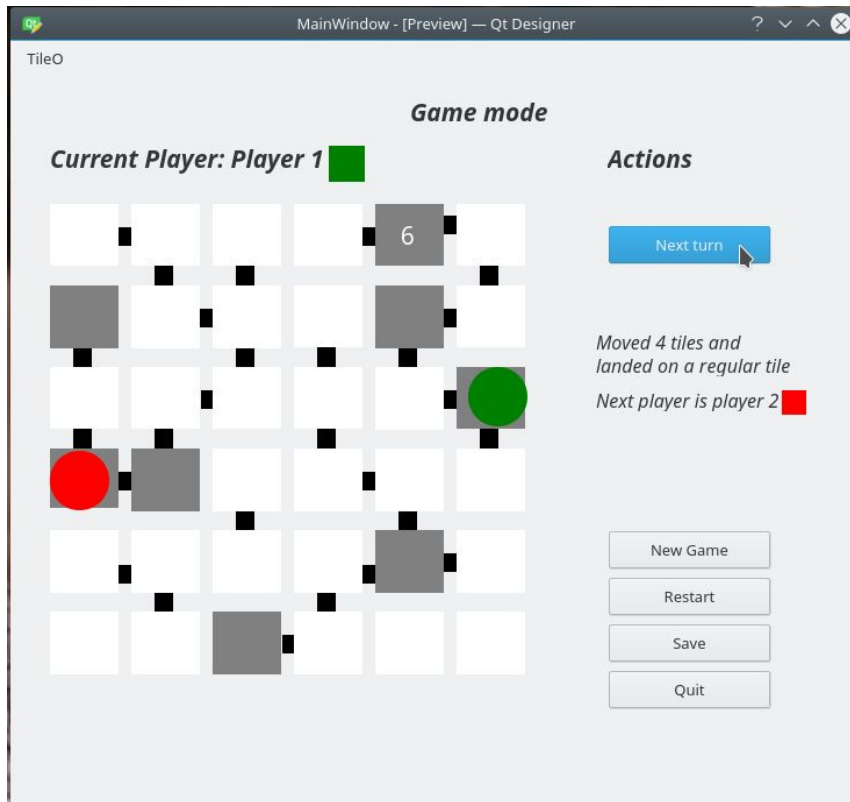 MainWindow - [Preview] — Qt Designer
TileO
Game mode
Current Player: Player 1
Actions
6
Next turn
Moved 4 tiles and
landed on a regular tile
Next player is player 2
New Game
Restart
Save
Quit